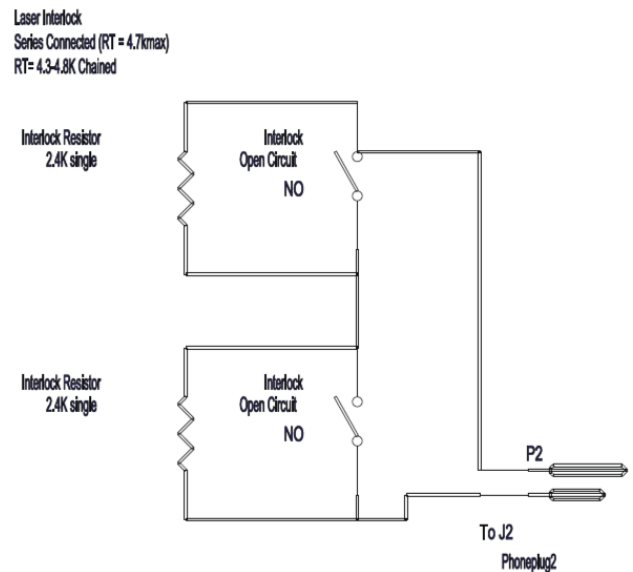 Laser Interlock
Series Connected (RT = 4.7kmax)
RT= 4.3-4.8K Chained
Interlock Resistor
2.4K single
Interlock
Open Circuit
NO
Interlock Resistor
2.4K single
Interlock
Open Circuit
NO
P2
To J2
Phoneplug2